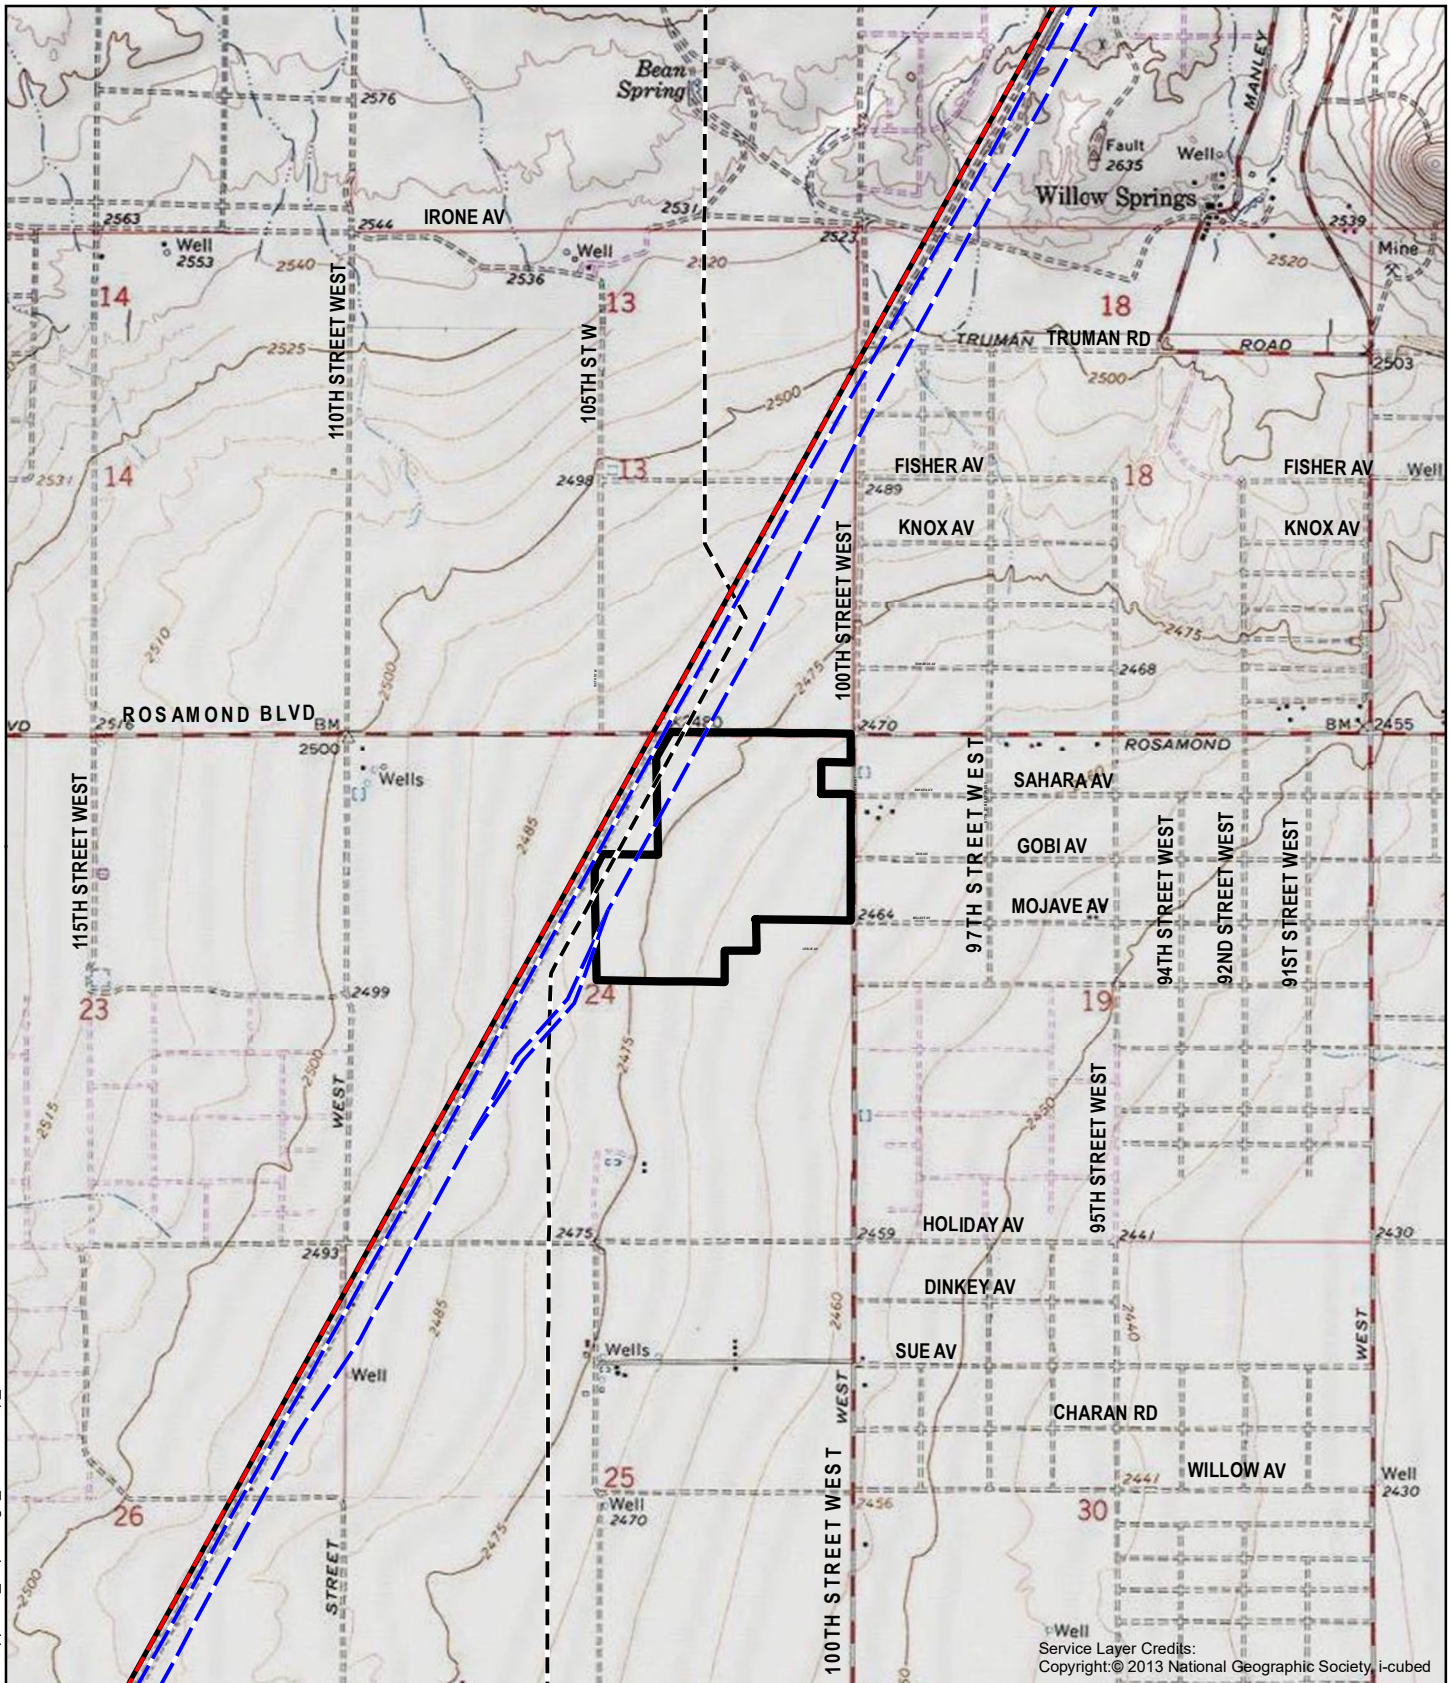 Bean
Spring
MANLEY
2576
Fault
2635
Well
Willow Springs
2563
2544
IRONE AV
2531
2523
2539
Well
2553
Well
2540
2536
2520
2520
Mine
14
13
18
110TH STREET WEST
105TH ST W
2525
TRUMAN
TRUMAN RD
ROAD
2503
2500
2500
2531
14
2498
13
FISHER AV
18
FISHER AV
Well
2489
KNOX AV
KNOX AV
100TH STREET WEST
2510
2500
2475
2475
2468
VD
2516
ROSAMOND BLVD
BM
2500
2480
2470
ROSAMOND
BM
2455
97TH STREET WEST
Wells
SAHARA AV
115TH STREET WEST
2485
GOBI AV
94TH STREET WEST
92ND STREET WEST
91ST STREET WEST
MOJAVE AV
2464
2499
23
24
19
2475
2500
2515
WEST
2450
95TH STREET WEST
HOLIDAY AV
2493
2475
2459
2441
2430
DINKEY AV
2485
2460
2440
WEST
Wells
SUE AV
Well
WEST
CHARAN RD
25
2441
WILLOW AV
Well
2430
26
Well
2470
2456
30
2475
2500
STREET
100TH STREET WEST
Well
Service Layer Credits:
Copyright:© 2013 National Geographic Society, i-cubed